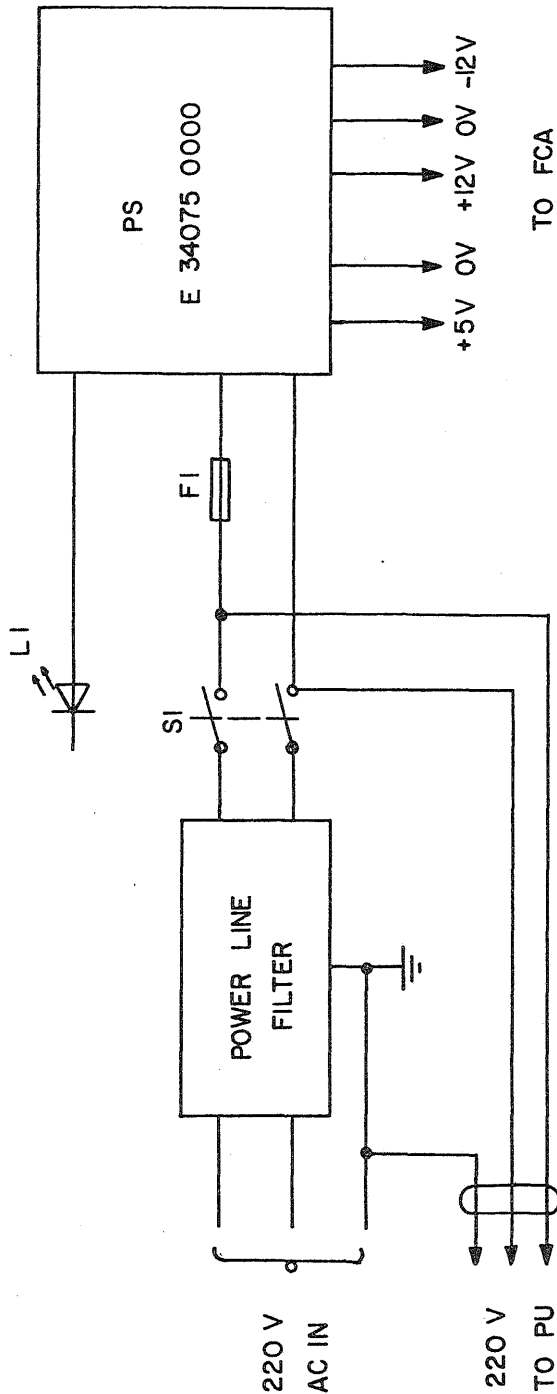 220 V
AC IN
POWER LINE
FILTER
S1
L1
F1
PS
E 34075 0000
+5V 0V +12V 0V -12V
TO FCA
220 V
TO PU